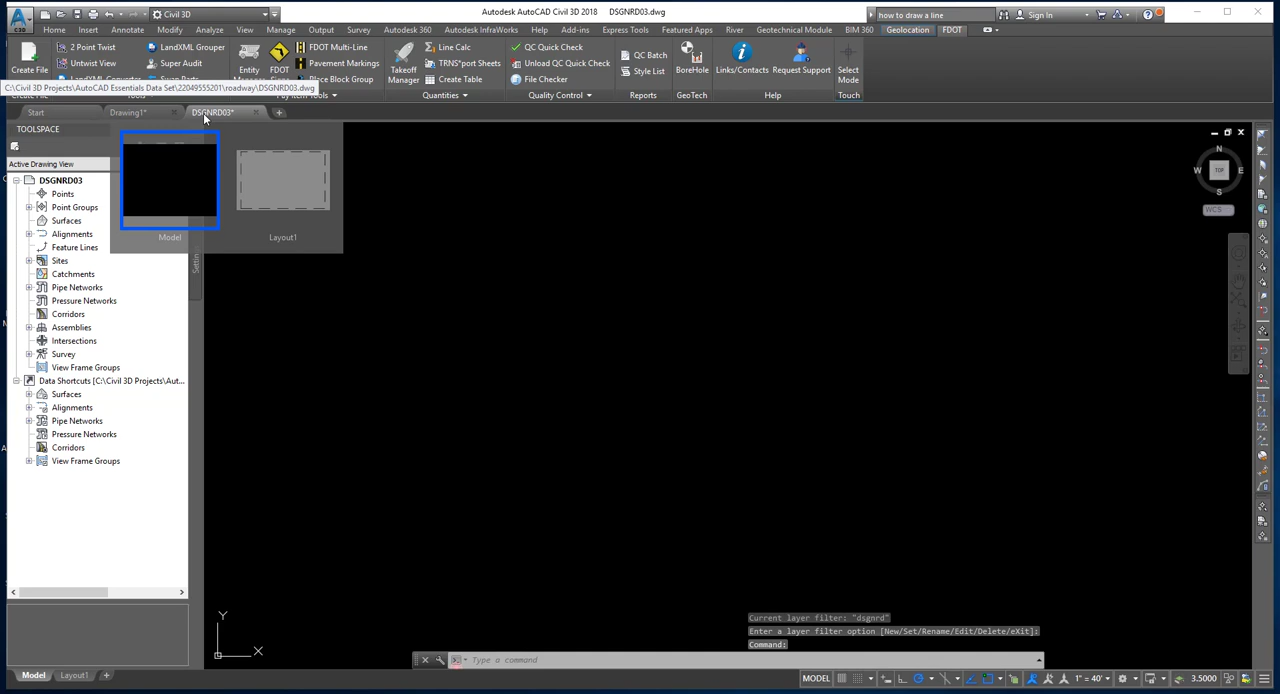 Civil 3D
Autodesk AutoCAD Civil 3D 2018 DSGNRD03.dwg
how to draw a line
Sign In
Home Insert Annotate Modify Analyze View Manage Output Survey Autodesk 360 Autodesk InfraWorks Help Add-ins Express Tools Featured Apps River Geotechnical Module BIM 360 Geolocation FDOT
2 Point Twist LandXML Grouper FDOT Multi-Line Line Calc QC Quick Check
QC Batch
Create File Untwist View Super Audit Entity FDOT Pavement Markings Takeoff Manager TRNS*port Sheets Unload QC Quick Check Style List BoreHole Links/Contacts Request Support Select Mode
LandXML Converter Swap Parts Place Block Group Create Table File Checker
C:\Civil 3D Projects\AutoCAD Essentials Data Set\22049555201\roadway\DSGNRD03.dwg
Quantities Quality Control Reports GeoTech Help Touch
Start Drawing1* DSGNRD03*
TOOLSPACE
Active Drawing View
DSGNRD03
Points
Point Groups
Surfaces
Alignments
Feature Lines
Sites
Catchments
Pipe Networks
Pressure Networks
Corridors
Assemblies
Intersections
Survey
View Frame Groups
Data Shortcuts [C:\Civil 3D Projects\Aut...
Surfaces
Alignments
Pipe Networks
Pressure Networks
Corridors
View Frame Groups
Model Layout1
N
W TOP E
S
WCS
Y
X
Current layer filter: "dsgnrd"
Enter a layer filter option [New/Set/Rename/Edit/Delete/eXit]:
Command:
Type a command
Model Layout1
MODEL 1" = 40' 3.5000